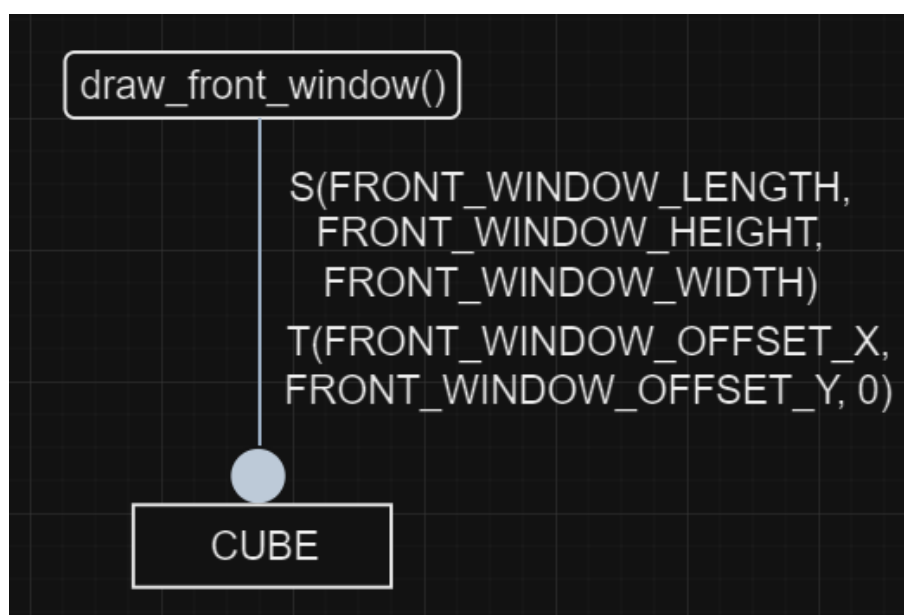 draw_front_window()
S(FRONT_WINDOW_LENGTH,
FRONT_WINDOW_HEIGHT,
FRONT_WINDOW_WIDTH)
T(FRONT_WINDOW_OFFSET_X,
FRONT_WINDOW_OFFSET_Y, 0)
CUBE